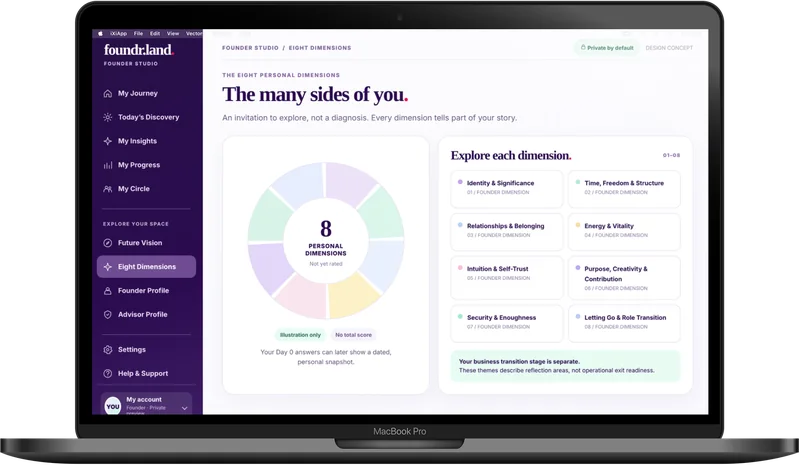 iXiApp File Edit View Vector
foundr.land.
FOUNDER STUDIO
My Journey
Today's Discovery
My Insights
My Progress
My Circle
EXPLORE YOUR SPACE
Future Vision
Eight Dimensions
Founder Profile
Advisor Profile
Settings
Help & Support
YOU
My account
Founder · Private
FOUNDER STUDIO / EIGHT DIMENSIONS
Private by default
DESIGN CONCEPT
THE EIGHT PERSONAL DIMENSIONS
The many sides of you.
An invitation to explore, not a diagnosis. Every dimension tells part of your story.
8
PERSONAL
DIMENSIONS
Not yet rated
Illustration only
No total score
Your Day 0 answers can later show a dated,
personal snapshot.
Explore each dimension.
01–08
Identity & Significance
01 / FOUNDER DIMENSION
Time, Freedom & Structure
02 / FOUNDER DIMENSION
Relationships & Belonging
03 / FOUNDER DIMENSION
Energy & Vitality
04 / FOUNDER DIMENSION
Intuition & Self-Trust
05 / FOUNDER DIMENSION
Purpose, Creativity &
Contribution
06 / FOUNDER DIMENSION
Security & Enoughness
07 / FOUNDER DIMENSION
Letting Go & Role Transition
08 / FOUNDER DIMENSION
Your business transition stage is separate.
These themes describe reflection areas, not operational exit readiness.
MacBook Pro